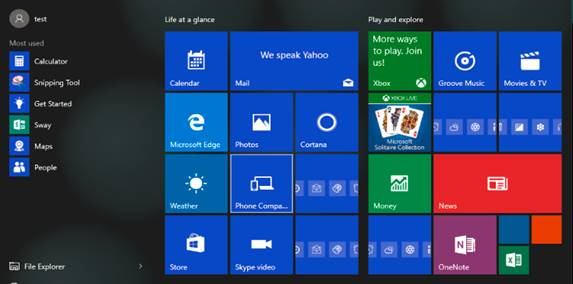 test
Most used
Calculator
Snipping Tool
Get Started
Sway
Maps
People
File Explorer
Life at a glance
Calendar
We speak Yahoo
Mail
Microsoft Edge
Photos
Cortana
Weather
Phone Compa...
Store
Skype video
Play and explore
More ways
to play. Join
us!
Xbox
Groove Music
Movies & TV
XBOX LIVE
Microsoft
Solitaire Collection
Money
News
OneNote